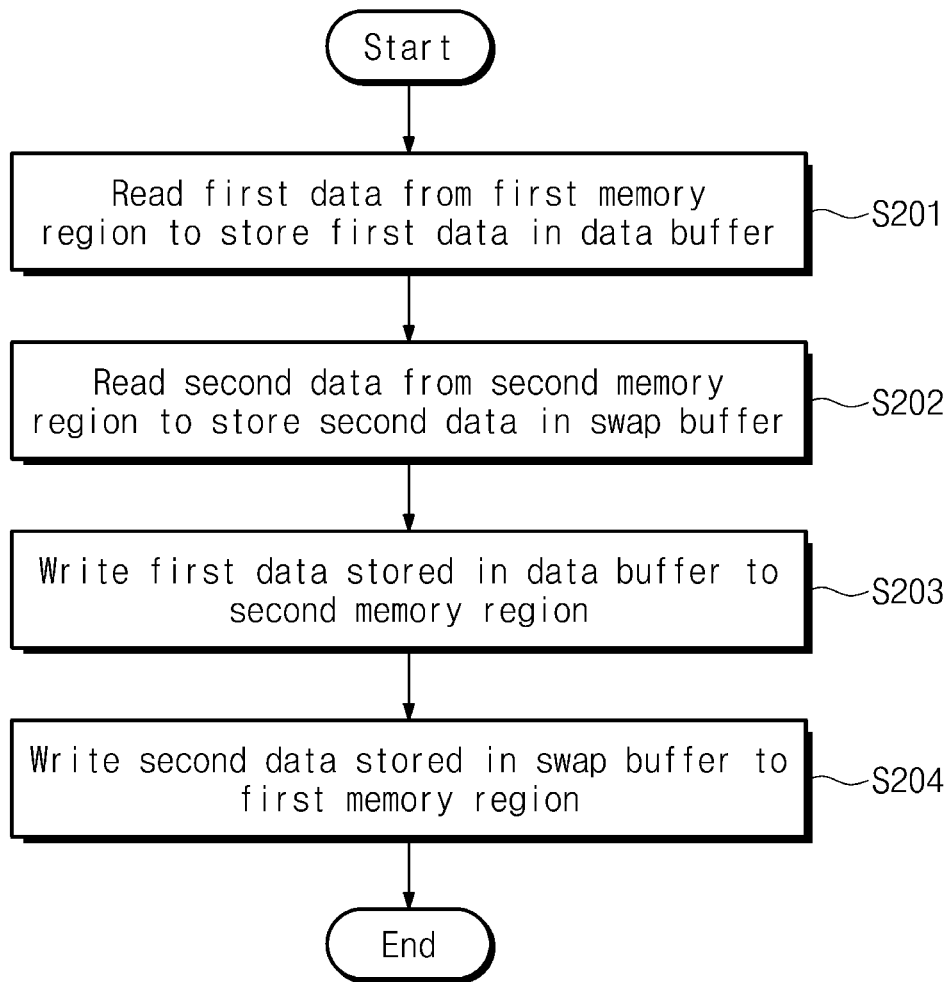 Start
Read first data from first memory
region to store first data in data buffer
S201
Read second data from second memory
region to store second data in swap buffer
S202
Write first data stored in data buffer to
second memory region
S203
Write second data stored in swap buffer to
first memory region
S204
End